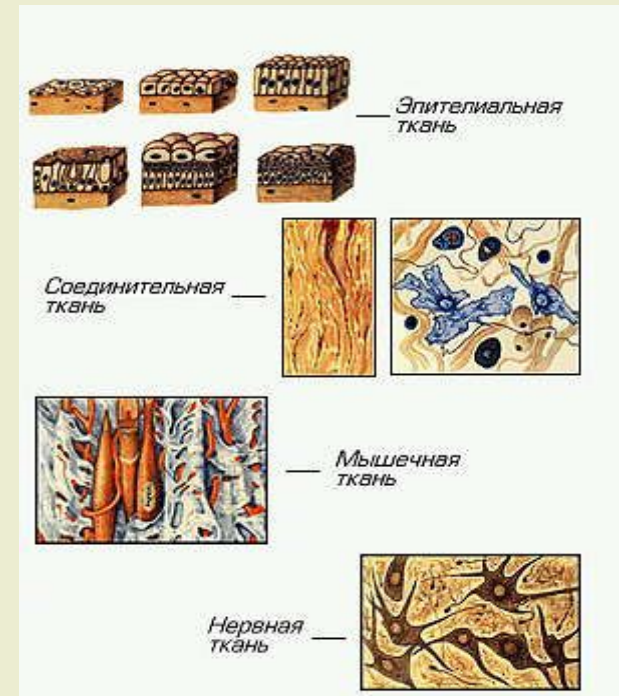 Эпителиальная
ткань
Соединительная
ткань
Мышечная
ткань
Нервная
ткань